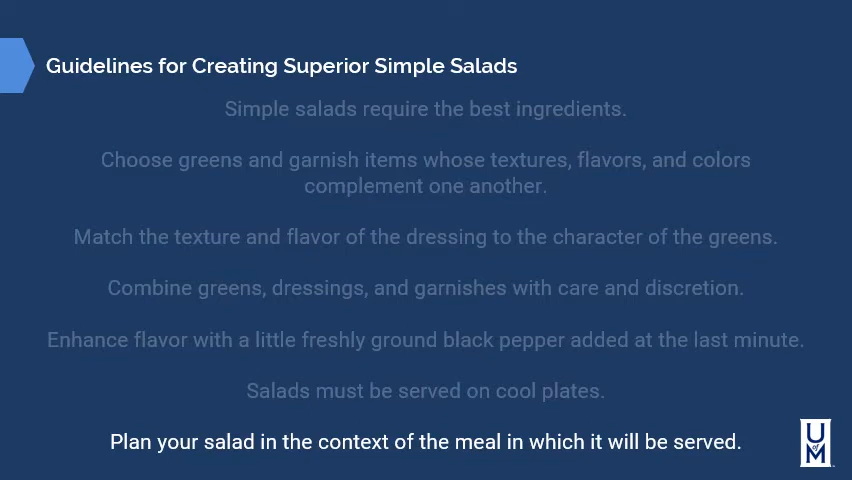 Guidelines for Creating Superior Simple Salads
Simple salads require the best ingredients.
Choose greens and garnish items whose textures, flavors, and colors
complement one another.
Match the texture and flavor of the dressing to the character of the greens.
Combine greens, dressings, and garnishes with care and discretion.
Enhance flavor with a little freshly ground black pepper added at the last minute.
Salads must be served on cool plates.
Plan your salad in the context of the meal in which it will be served.
U
of
M